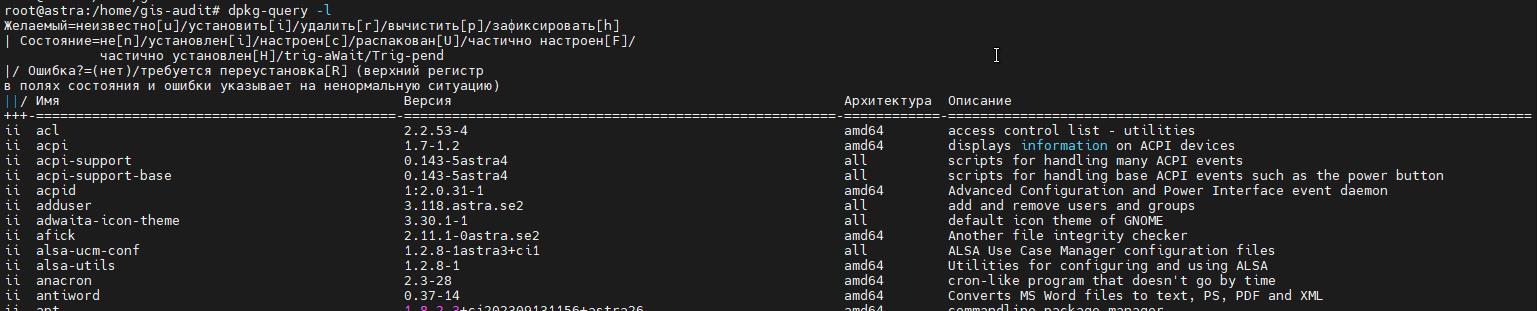 root@astra:/home/gis-audit# dpkg-query -l
Желаемый=неизвестно[u]/установить[i]/удалить[r]/вычистить[p]/зафиксировать[h]
| Состояние=не[n]/установлен[i]/настроен[c]/распакован[U]/частично настроен[F]/
            частично установлен[H]/trig-aWait/Trig-pend
|/ Ошибка?=(нет)/требуется переустановка[R] (верхний регистр
в полях состояния и ошибки указывает на ненормальную ситуацию)
||/ Имя Версия Архитектура Описание
+++-==============================================-======================================================-============-=========================================================================
ii acl 2.2.53-4 amd64 access control list - utilities
ii acpi 1.7-1.2 amd64 displays information on ACPI devices
ii acpi-support 0.143-5astra4 all scripts for handling many ACPI events
ii acpi-support-base 0.143-5astra4 all scripts for handling base ACPI events such as the power button
ii acpid 1:2.0.31-1 amd64 Advanced Configuration and Power Interface event daemon
ii adduser 3.118.astra.se2 all add and remove users and groups
ii adwaita-icon-theme 3.30.1-1 all default icon theme of GNOME
ii afick 2.11.1-0astra.se2 amd64 Another file integrity checker
ii alsa-ucm-conf 1.2.8-1astra3+ci1 all ALSA Use Case Manager configuration files
ii alsa-utils 1.2.8-1 amd64 Utilities for configuring and using ALSA
ii anacron 2.3-28 amd64 cron-like program that doesn't go by time
ii antiword 0.37-14 amd64 Converts MS Word files to text, PS, PDF and XML
ii apt 1.8.2.3+ci202309131156+astra26 amd64 commandline package manager